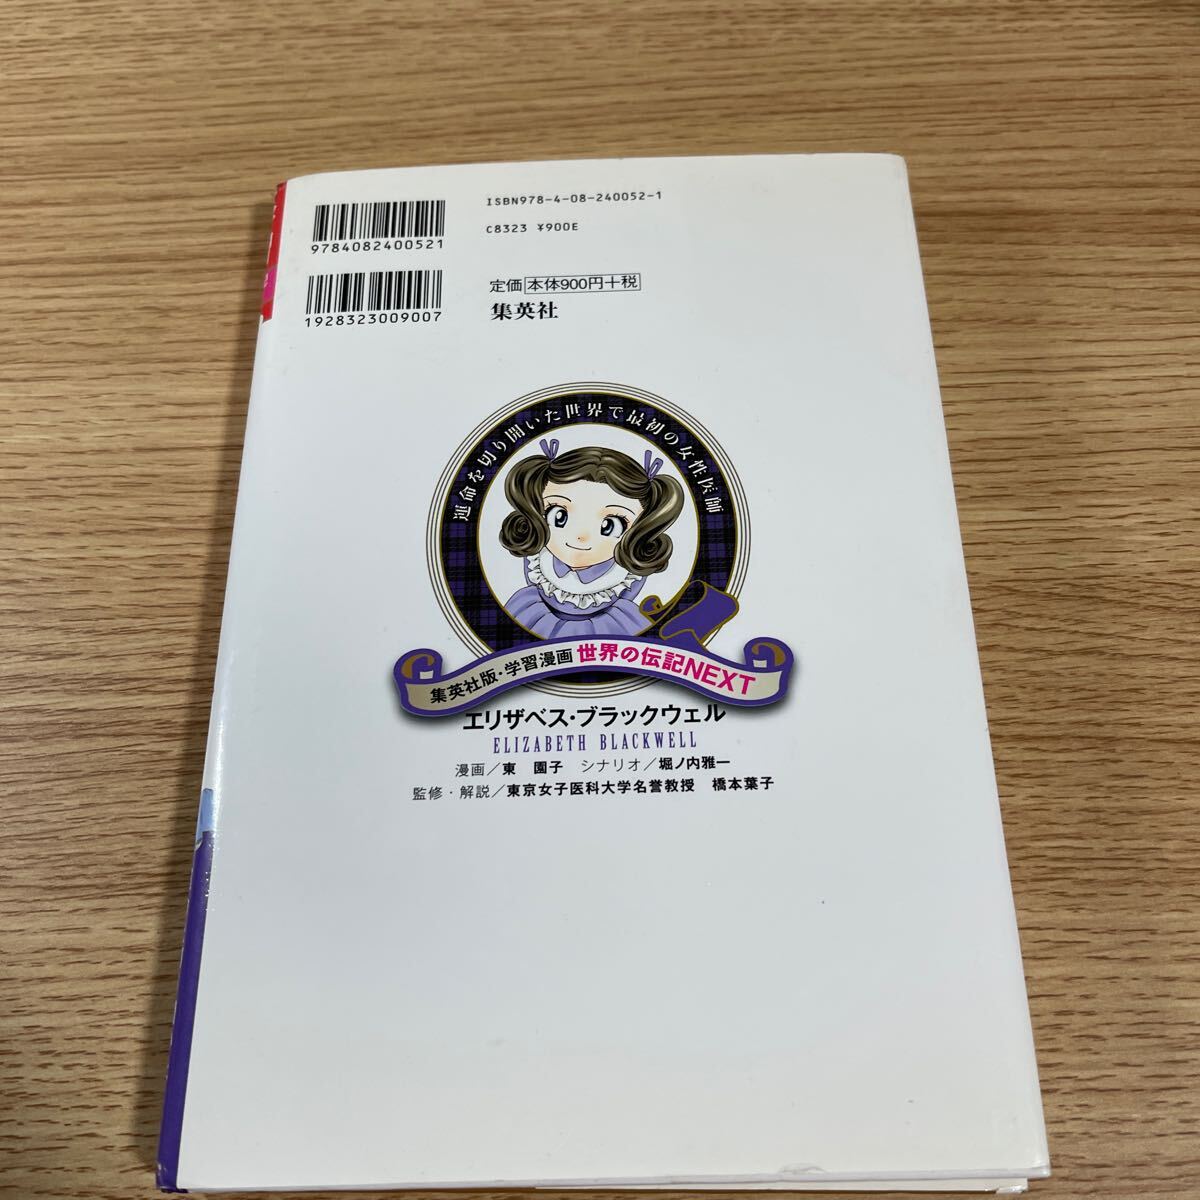 ISBN978-4-08-240052-1
9784082400521
C8323 ¥900E
定価 本体900円+税
1928323009007
集英社
運命を切り開いた世界で最初の女性医師
集英社版・学習漫画 世界の伝記NEXT
エリザベス・ブラックウェル
ELIZABETH BLACKWELL
漫画/東 園子 シナリオ/堀ノ内雅一
監修・解説/東京女子医科大学名誉教授 橋本葉子